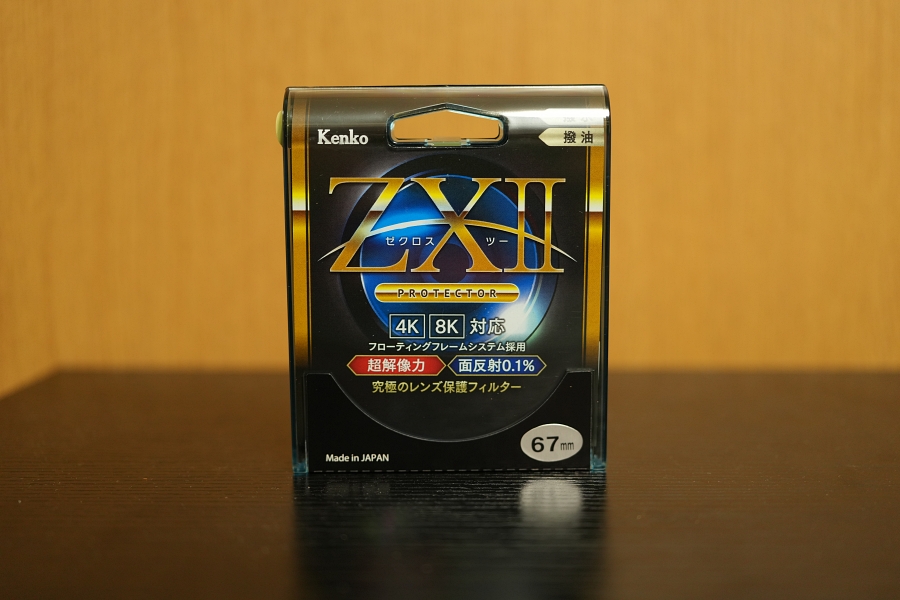 Kenko
撥油
ZXII
ゼクロス ツー
PROTECTOR
4K 8K 対応
フローティングフレームシステム採用
超解像力 面反射0.1%
究極のレンズ保護フィルター
67mm
Made in JAPAN